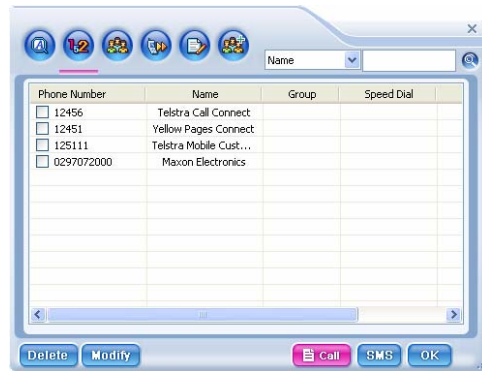 A 1.2
Name
Phone Number Name Group Speed Dial
12456 Telstra Call Connect
12451 Yellow Pages Connect
125111 Telstra Mobile Cust...
0297072000 Maxon Electronics
Delete Modify Call SMS OK